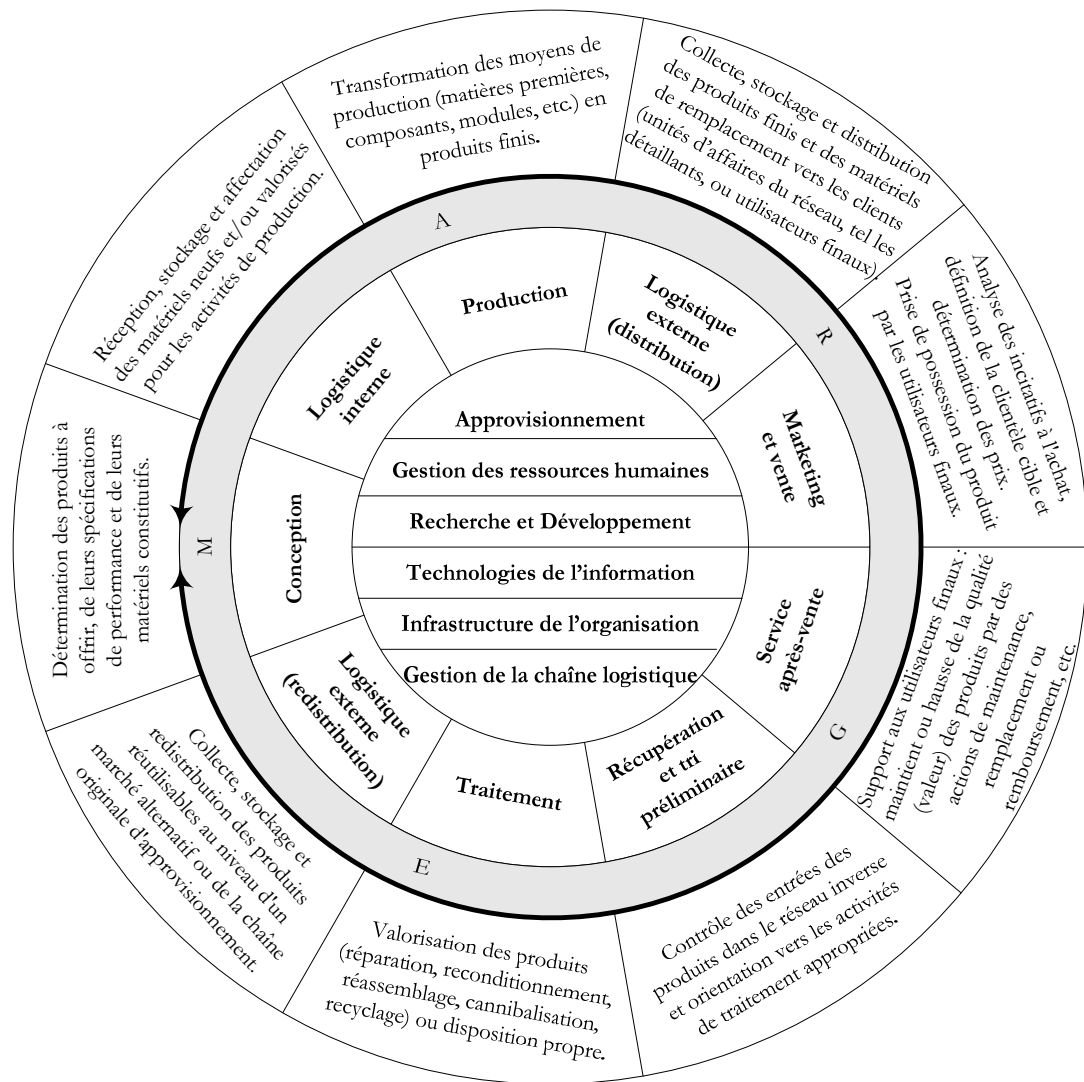 Transformation des moyens de
production (matières premières,
composants, modules, etc.) en
produits finis.
Collecte, stockage et distribution
des produits finis et des matériels
de remplacement vers les clients
(unités d'affaires du réseau, tel les
détaillants, ou utilisateurs finaux).
Analyse des incitatifs à l'achat,
définition de la clientèle cible et
détermination des prix.
Prise de possession du produit
par les utilisateurs finaux.
Support aux utilisateurs finaux :
maintient ou hausse de la qualité
(valeur) des produits par des
actions de maintenance,
remplacement ou
remboursement, etc.
Contrôle des entrées des
produits dans le réseau inverse
et orientation vers les activités
de traitement appropriées.
Valorisation des produits
(réparation, reconditionnement,
réassemblage, cannibalisation,
recyclage) ou disposition propre.
Collecte, stockage et
redistribution des produits
réutilisables au niveau d'un
marché alternatif ou de la chaîne
originale d'approvisionnement.
Détermination des produits à
offrir, de leurs spécifications
de performance et de leurs
matériels constitutifs.
Réception, stockage et affectation
des matériels neufs et/ou valorisés
pour les activités de production.
M
A
R
G
E
Production
Logistique
externe
(distribution)
Marketing
et vente
Service
après-vente
Récupération
et tri
préliminaire
Traitement
Logistique
externe
(redistribution)
Conception
Logistique
interne
Approvisionnement
Gestion des ressources humaines
Recherche et Développement
Technologies de l'information
Infrastructure de l'organisation
Gestion de la chaîne logistique